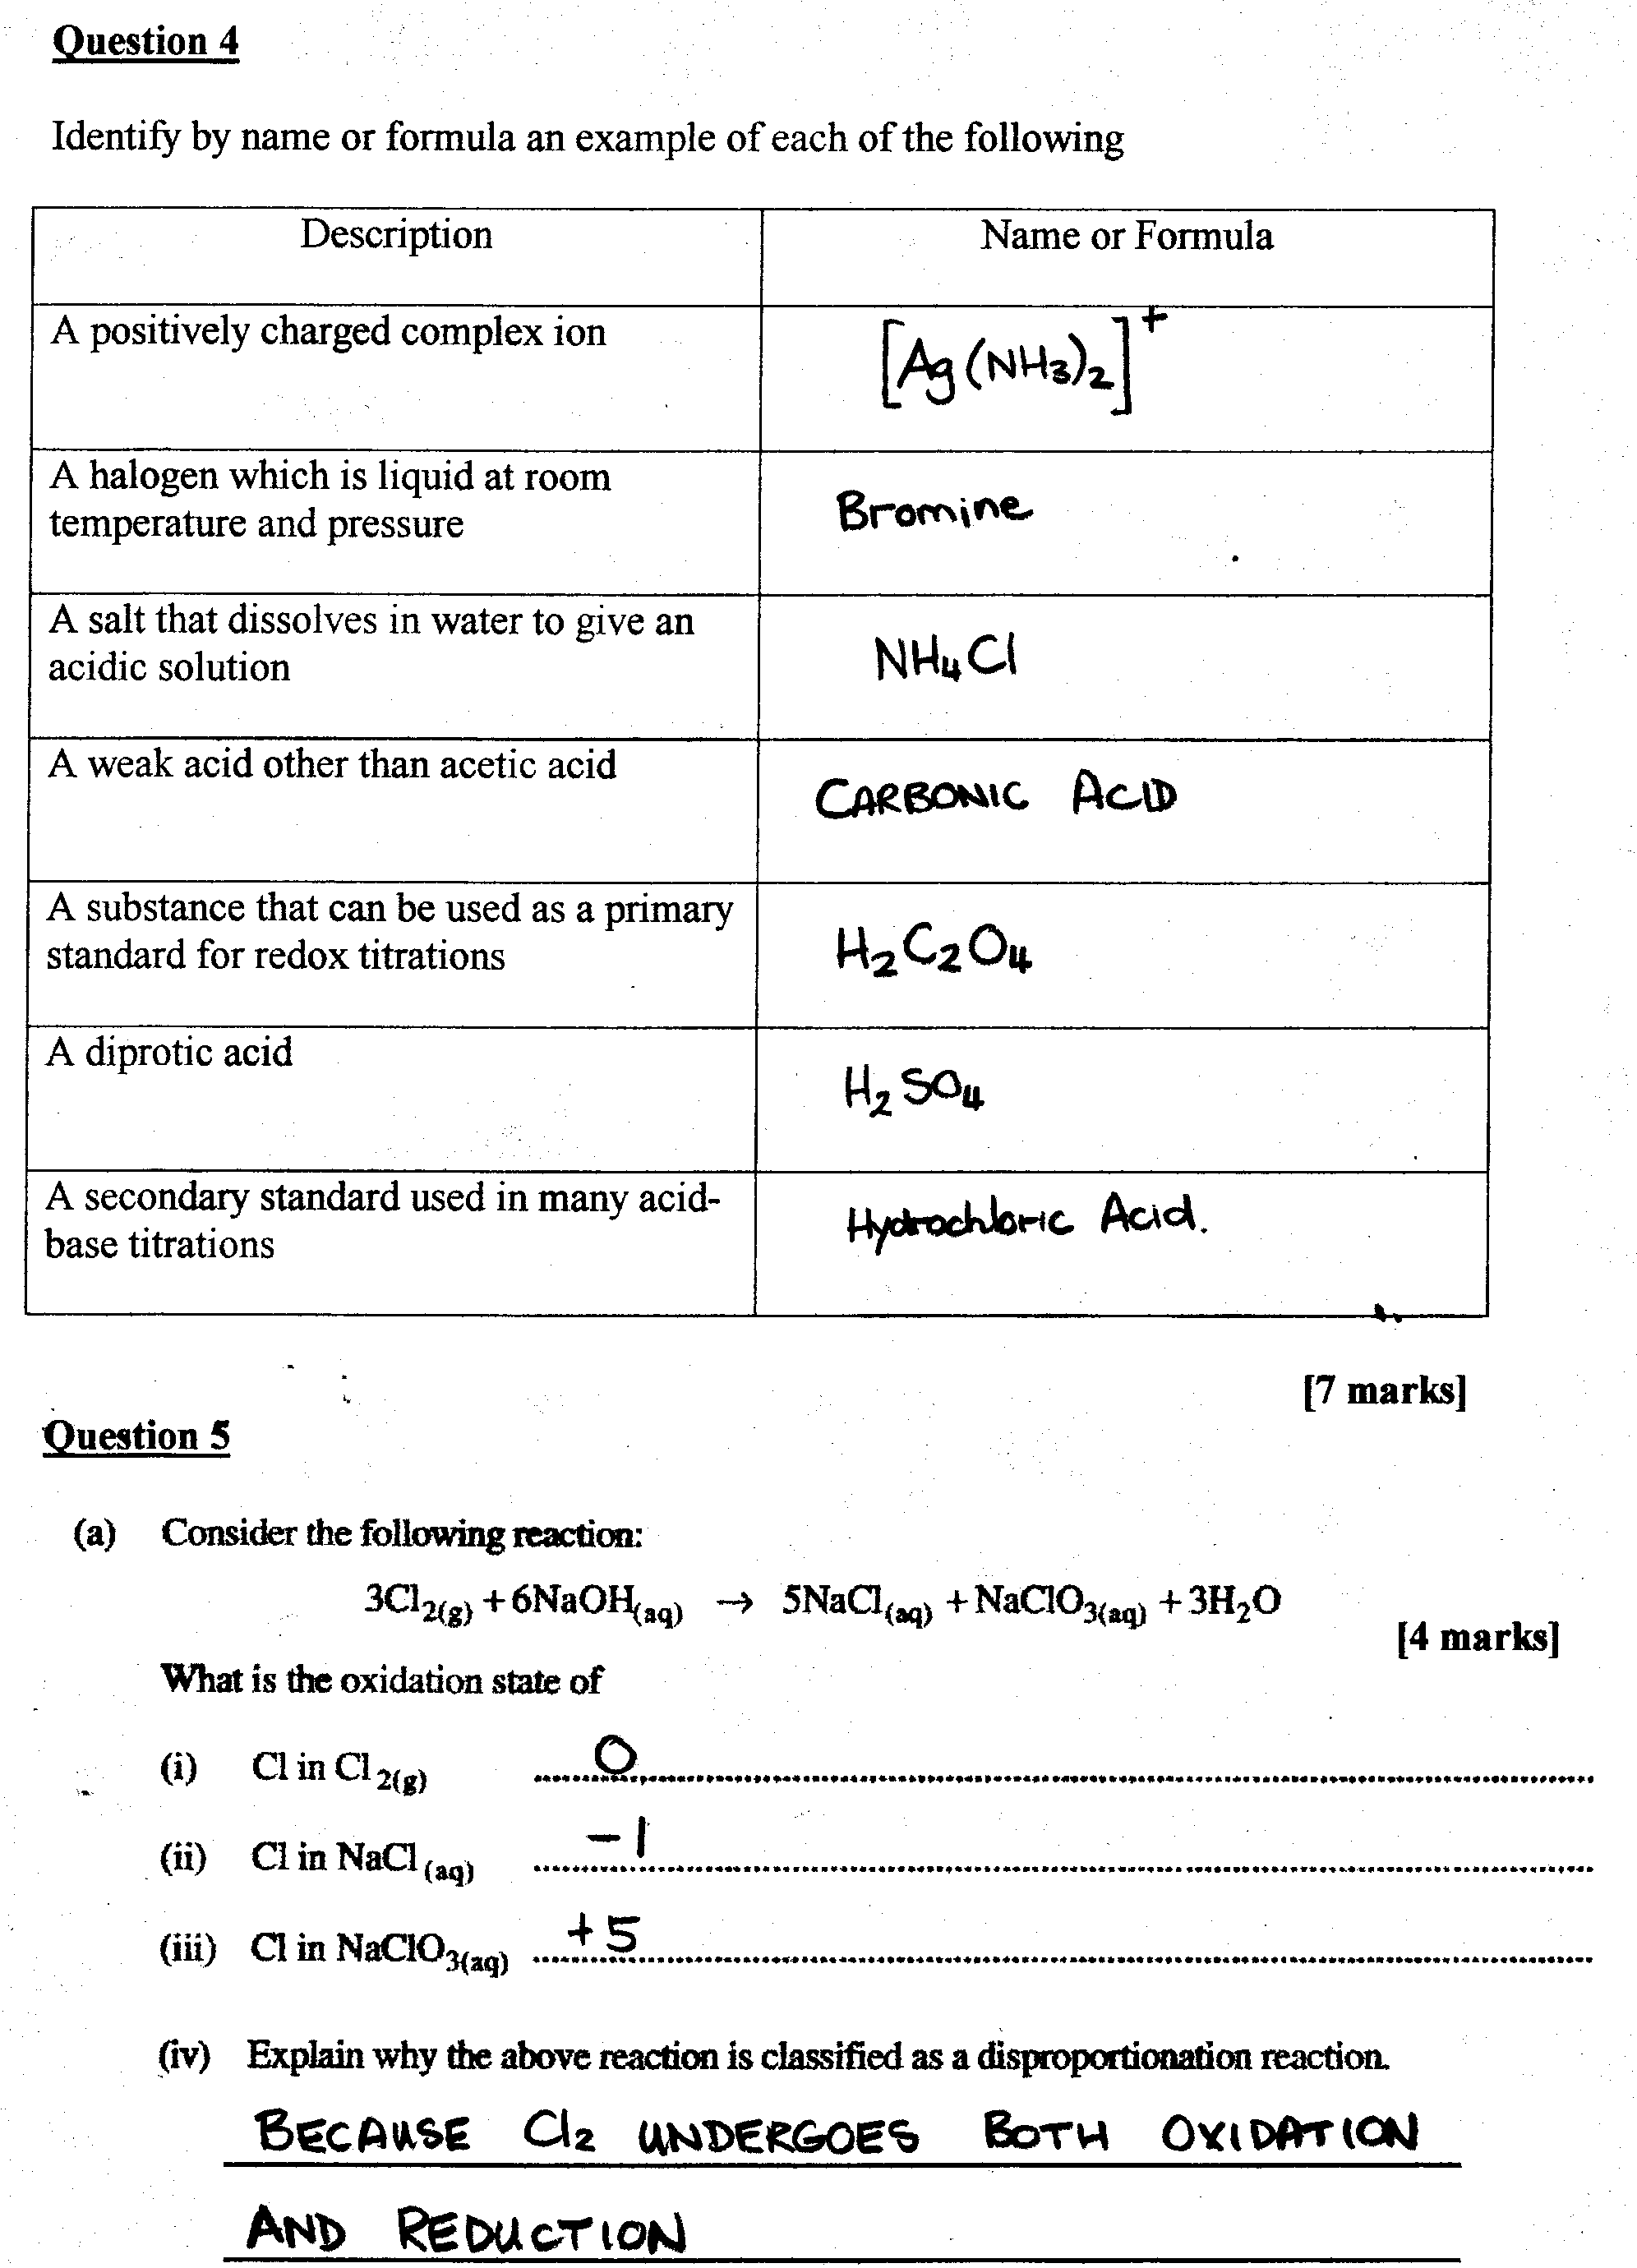 Question 4
Identify by name or formula an example of each of the following
Description
Name or Formula
A positively charged complex ion
[Ag(NH₃)₂]⁺
A halogen which is liquid at room
temperature and pressure
Bromine
A salt that dissolves in water to give an
acidic solution
NH₄Cl
A weak acid other than acetic acid
CARBONIC ACID
A substance that can be used as a primary
standard for redox titrations
H₂C₂O₄
A diprotic acid
H₂SO₄
A secondary standard used in many acid-
base titrations
Hydrochloric Acid.
[7 marks]
Question 5
(a) Consider the following reaction:
3Cl₂(g) + 6NaOH(aq) → 5NaCl(aq) + NaClO₃(aq) + 3H₂O
[4 marks]
What is the oxidation state of
(i) Cl in Cl₂(g) 0
(ii) Cl in NaCl(aq) −1
(iii) Cl in NaClO₃(aq) +5
(iv) Explain why the above reaction is classified as a disproportionation reaction.
BECAUSE Cl₂ UNDERGOES BOTH OXIDATION
AND REDUCTION